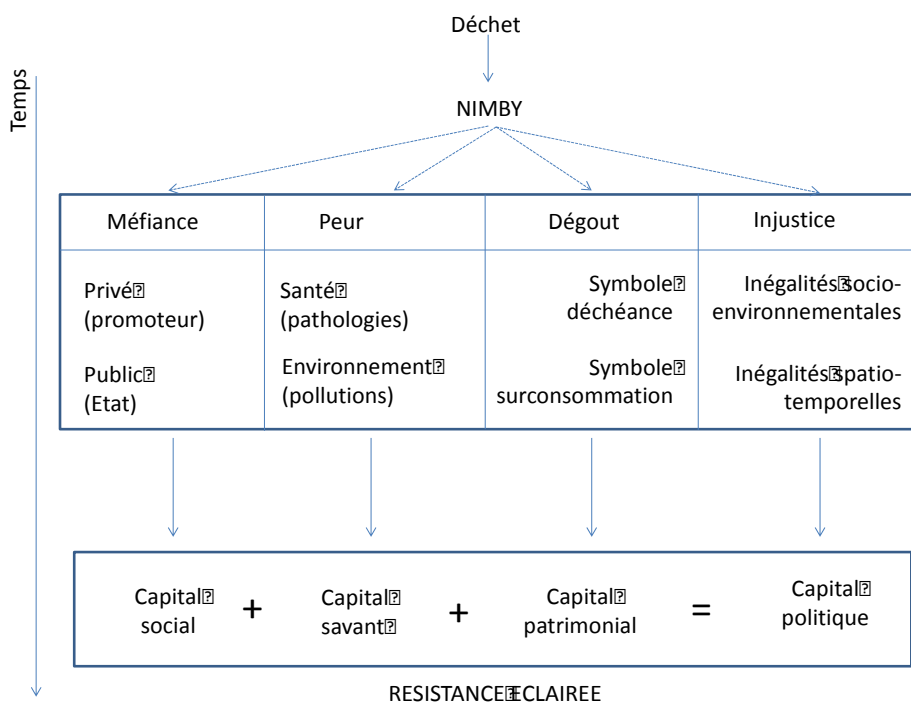 Déchet
Temps
NIMBY
Méfiance
Peur
Dégout
Injustice
Privé
(promoteur)
Public
(Etat)
Santé
(pathologies)
Environnement
(pollutions)
Symbole
déchéance
Symbole
surconsommation
Inégalités socio-
environnementales
Inégalités spatio-
temporelles
Capital
social
+
Capital
savant
+
Capital
patrimonial
=
Capital
politique
RESISTANCE ECLAIREE